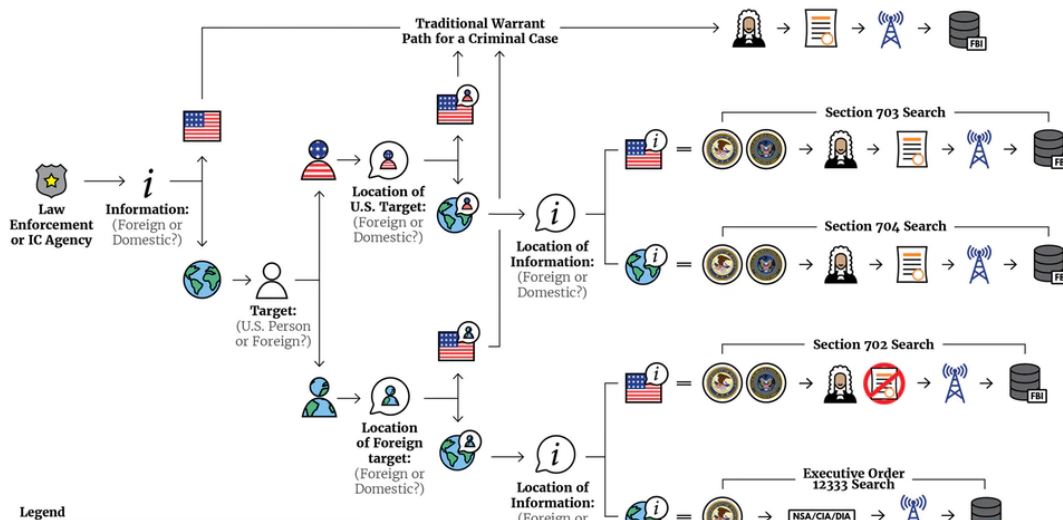 Traditional Warrant
Path for a Criminal Case
FBI
Section 703 Search
i
i
Law
Enforcement
or IC Agency
Information:
(Foreign or
Domestic?)
Location of
U.S. Target:
(Foreign or
Domestic?)
i
Location of
Information:
(Foreign or
Domestic?)
Section 704 Search
i
Target:
(U.S. Person
or Foreign?)
Section 702 Search
i
FBI
Location
of Foreign
target:
(Foreign or
Domestic?)
i
Location of
Information:
(Foreign or
Executive Order
12333 Search
i
NSA/CIA/DIA
Legend